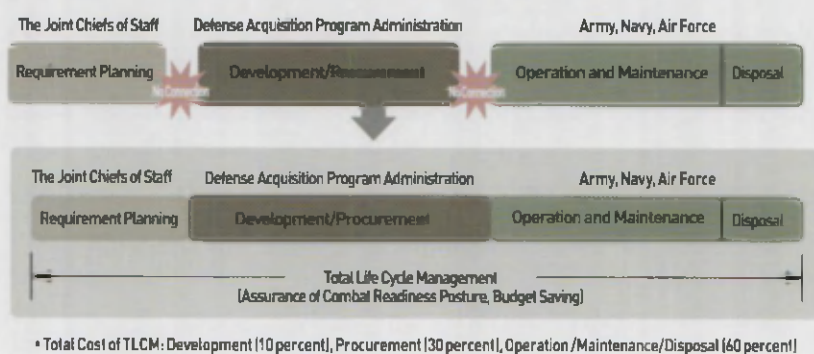 The Joint Chiefs of Staff Defense Acquisition Program Administration Army, Navy, Air Force
Requirement Planning No Connection Development/Procurement No Connection Operation and Maintenance Disposal
The Joint Chiefs of Staff Defense Acquisition Program Administration Army, Navy, Air Force
Requirement Planning Development/Procurement Operation and Maintenance Disposal
Total Life Cycle Management
(Assurance of Combat Readiness Posture, Budget Saving)
* Total Cost of TLCM: Development (10 percent), Procurement (30 percent), Operation/Maintenance/Disposal (60 percent)